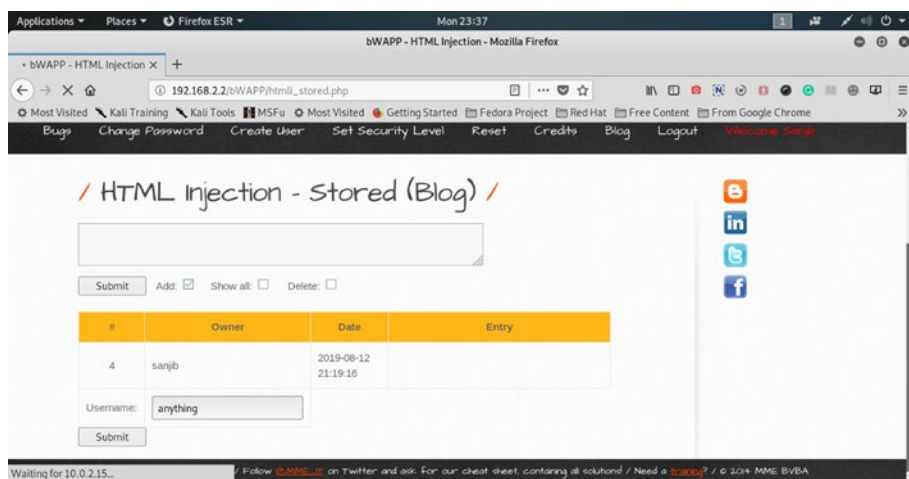 Applications Places Firefox ESR Mon 23:37 1
bWAPP - HTML Injection - Mozilla Firefox
• bWAPP - HTML Injection × +
192.168.2.2/bWAPP/htmli_stored.php
Most Visited Kali Training Kali Tools MSFu Most Visited Getting Started Fedora Project Red Hat Free Content From Google Chrome »
Bugs Change Password Create User Set Security Level Reset Credits Blog Logout Welcome Sanjib
/ HTML Injection - Stored (Blog) /
Submit Add: Show all: Delete:
# Owner Date Entry
4 sanjib 2019-08-12
21:19:16
Username: anything
Submit
Waiting for 10.0.2.15...
/ Follow @MME_IT on Twitter and ask for our cheat sheet, containing all solutions! / Need a training? / © 2014 MME BVBA